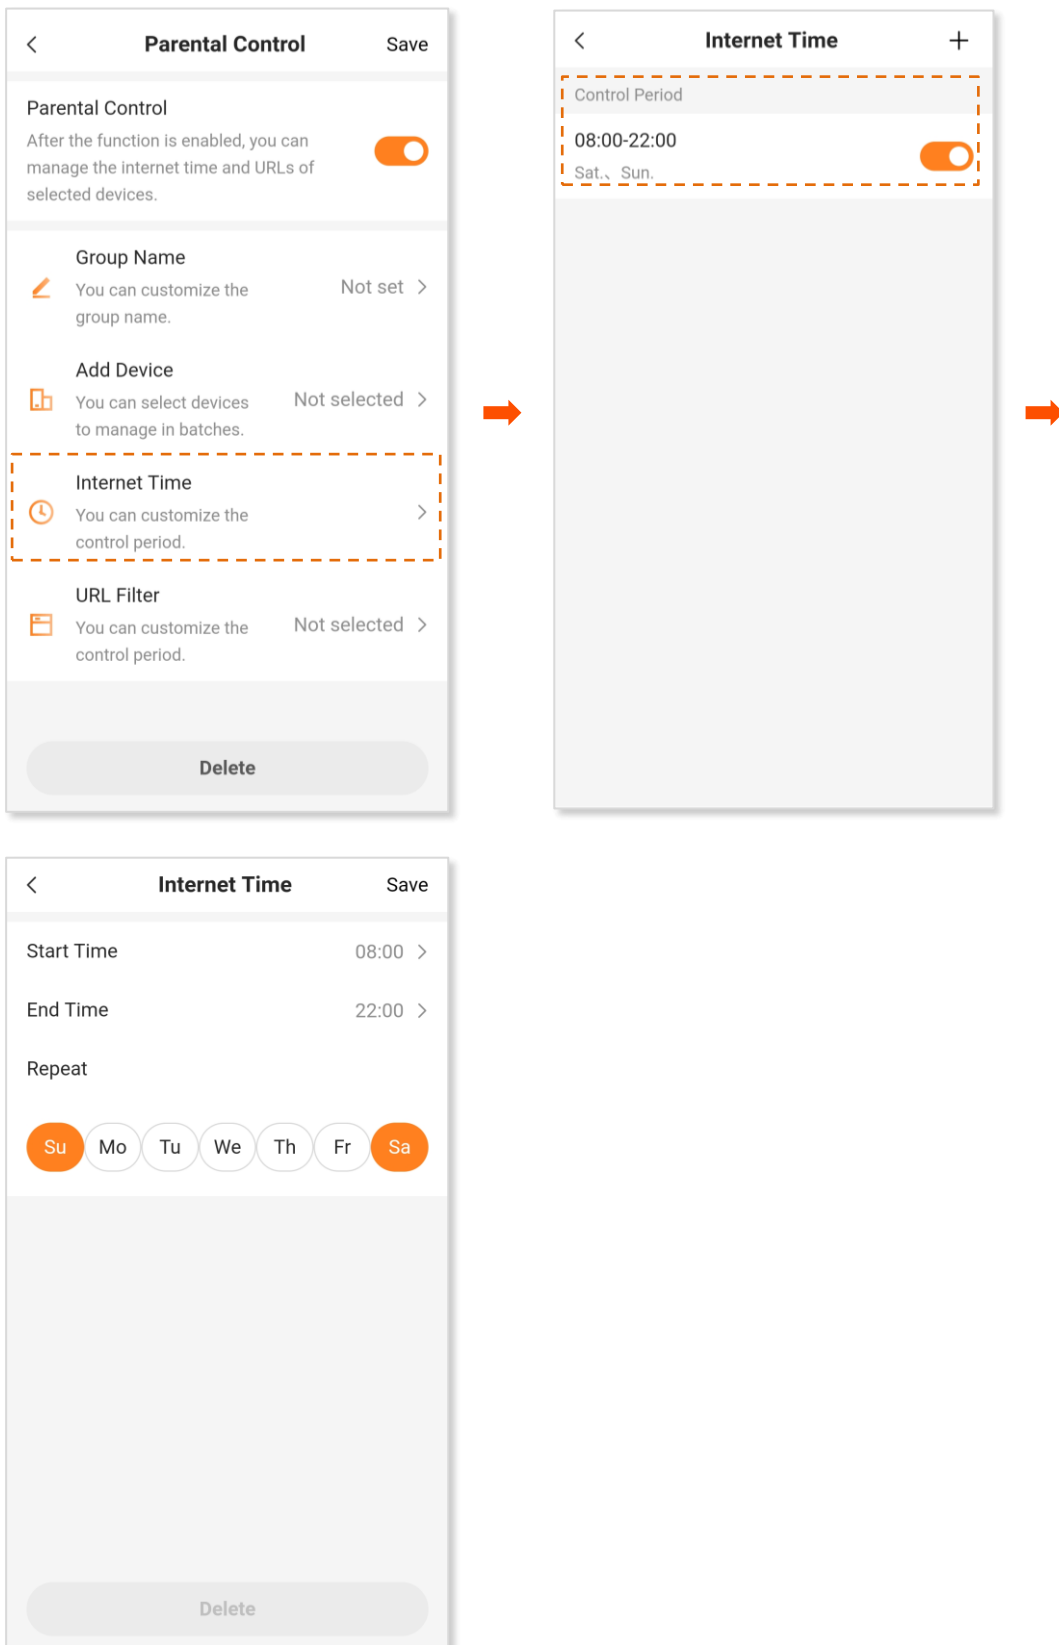 Parental Control
Save
Parental Control
After the function is enabled, you can
manage the internet time and URLs of
selected devices.
Group Name
You can customize the
group name.
Not set
Add Device
You can select devices
to manage in batches.
Not selected
Internet Time
You can customize the
control period.
URL Filter
You can customize the
control period.
Not selected
Delete
Internet Time
Control Period
08:00-22:00
Sat.、Sun.
Internet Time
Save
Start Time
08:00
End Time
22:00
Repeat
Su Mo Tu We Th Fr Sa
Delete